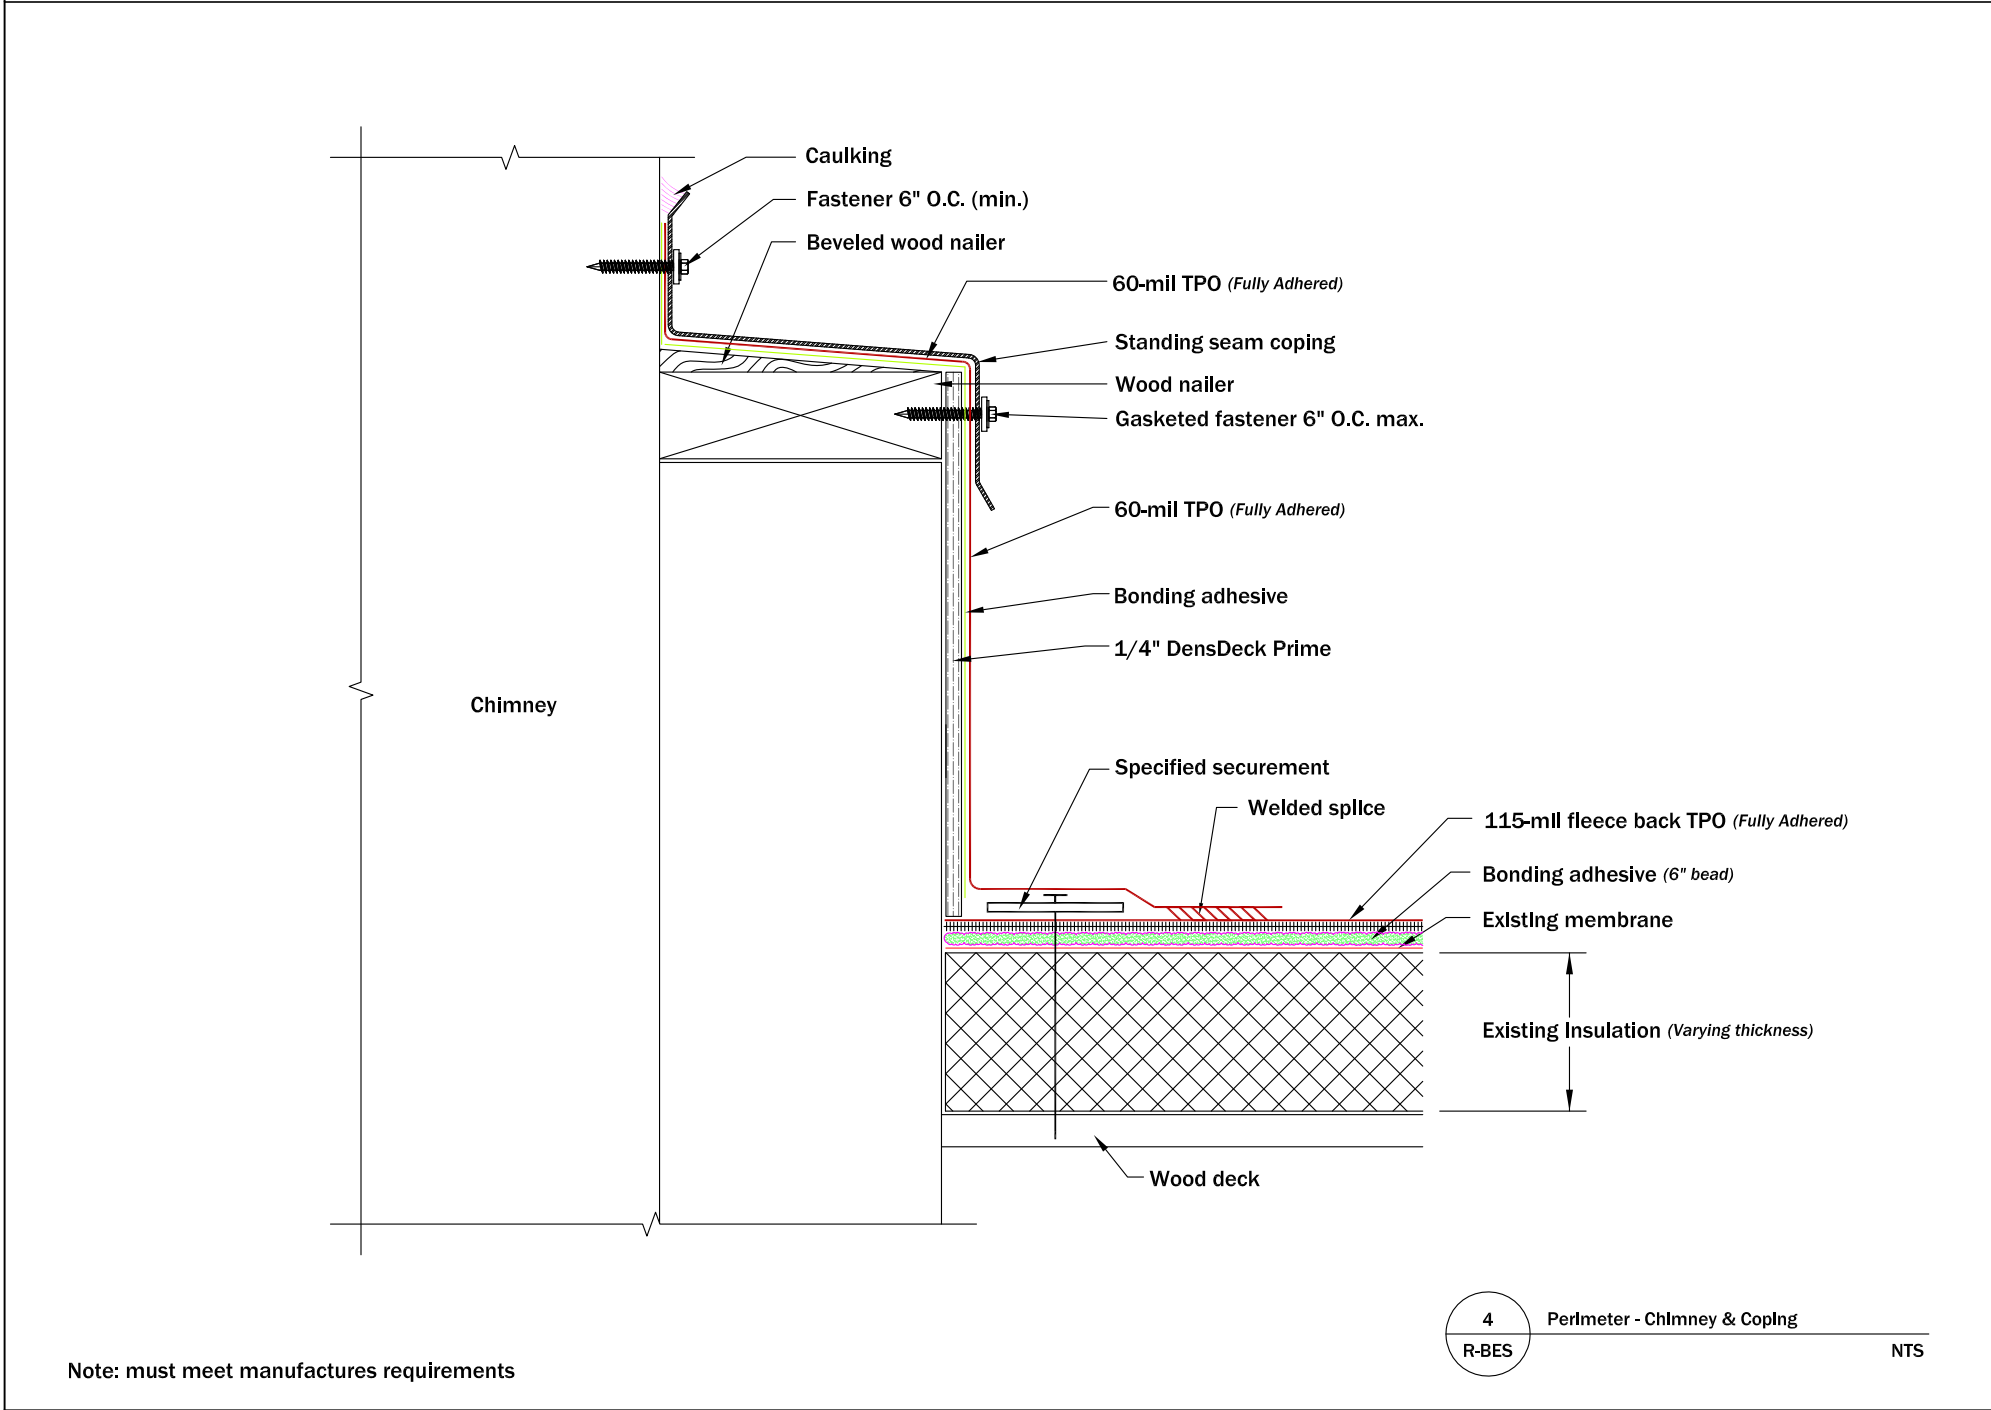 Caulking
Fastener 6" O.C. (min.)
Beveled wood nailer
60-mil TPO (Fully Adhered)
Standing seam coping
Wood nailer
Gasketed fastener 6" O.C. max.
60-mil TPO (Fully Adhered)
Bonding adhesive
1/4" DensDeck Prime
Chimney
Specified securement
Welded splice
115-mil fleece back TPO (Fully Adhered)
Bonding adhesive (6" bead)
Existing membrane
Existing Insulation (Varying thickness)
Wood deck
4
Perimeter - Chimney & Coping
R-BES
NTS
Note: must meet manufactures requirements